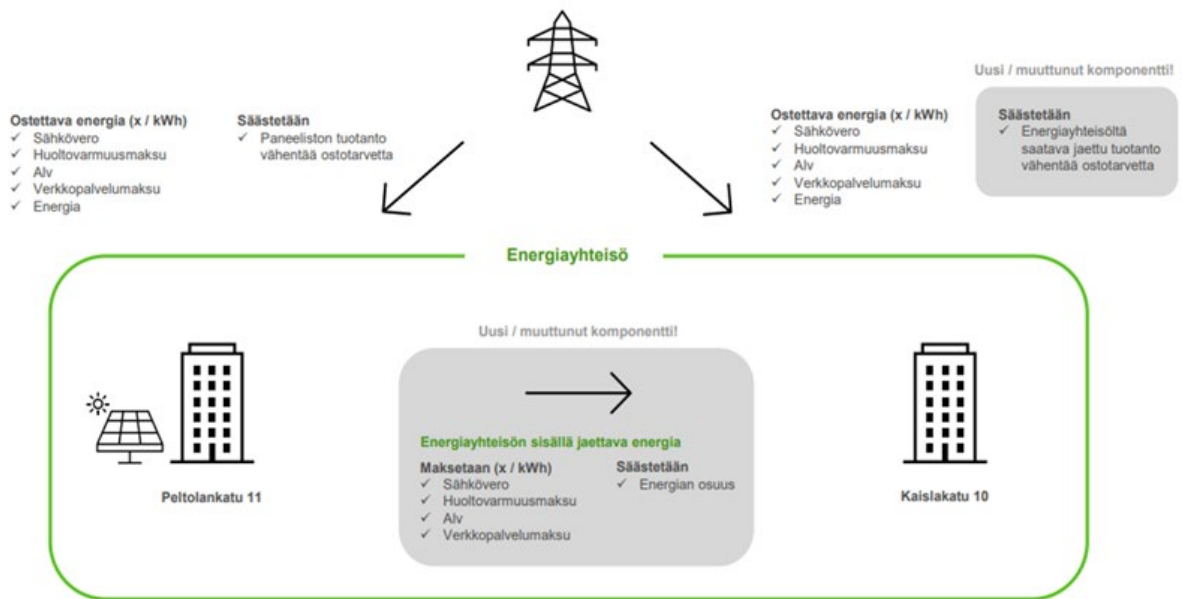 Uusi / muuttunut komponentti!
Ostettava energia (x / kWh)
✓ Sähkövero
✓ Huoltovarmuusmaksu
✓ Alv
✓ Verkkopalvelumaksu
✓ Energia
Säästetään
✓ Paneeliston tuotanto
vähentää ostotarvetta
Ostettava energia (x / kWh)
✓ Sähkövero
✓ Huoltovarmuusmaksu
✓ Alv
✓ Verkkopalvelumaksu
✓ Energia
Säästetään
✓ Energiayhteisöltä
saatava jaettu tuotanto
vähentää ostotarvetta
Energiayhteisö
Uusi / muuttunut komponentti!
Energiayhteisön sisällä jaettava energia
Maksetaan (x / kWh)
✓ Sähkövero
✓ Huoltovarmuusmaksu
✓ Alv
✓ Verkkopalvelumaksu
Säästetään
✓ Energian osuus
Peltolankatu 11
Kaislakatu 10